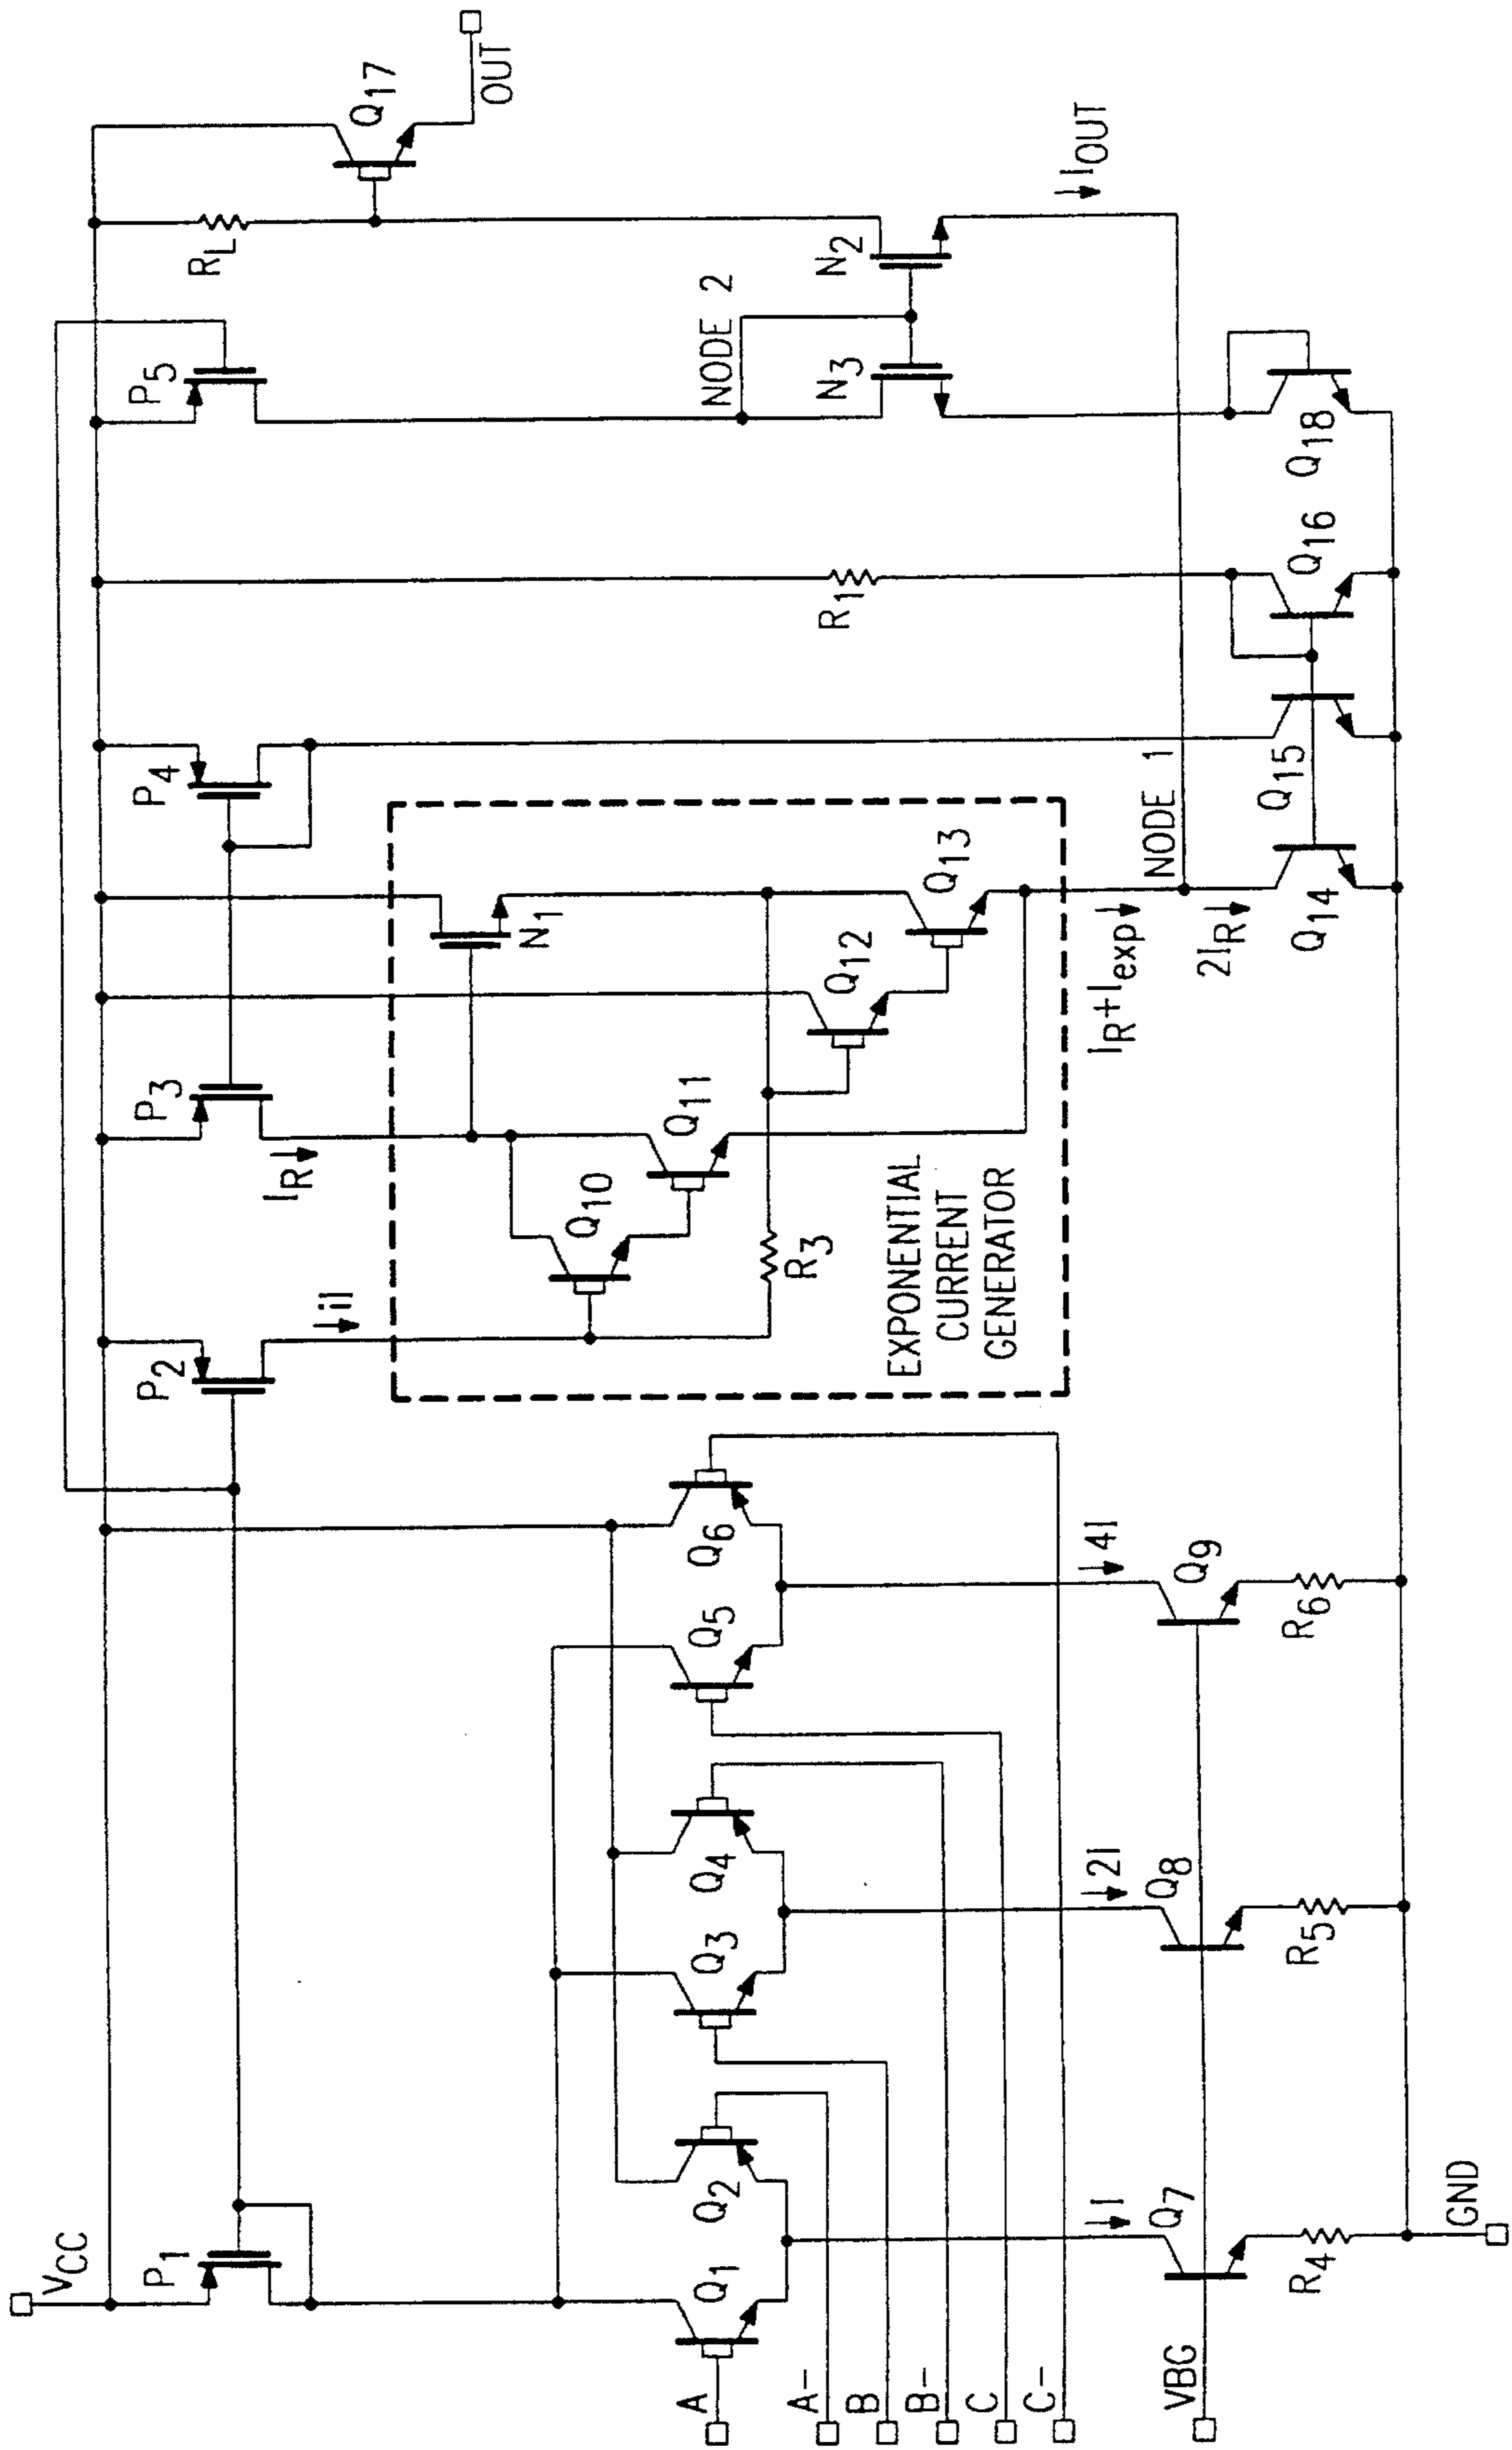 VCC
P1
P2
P3
P4
P5
RL
Q17
OUT
i1
IR
N1
Q10
Q11
Q12
Q13
R3
EXPONENTIAL
CURRENT
GENERATOR
R1
NODE 2
N3
N2
IOUT
Q1
Q2
Q3
Q4
Q5
Q6
A
A-
B
B-
C
C-
I
2I
4I
IR+Iexp
2IR
NODE 1
VBG
Q7
Q8
Q9
Q14
Q15
Q16
Q18
R4
R5
R6
GND